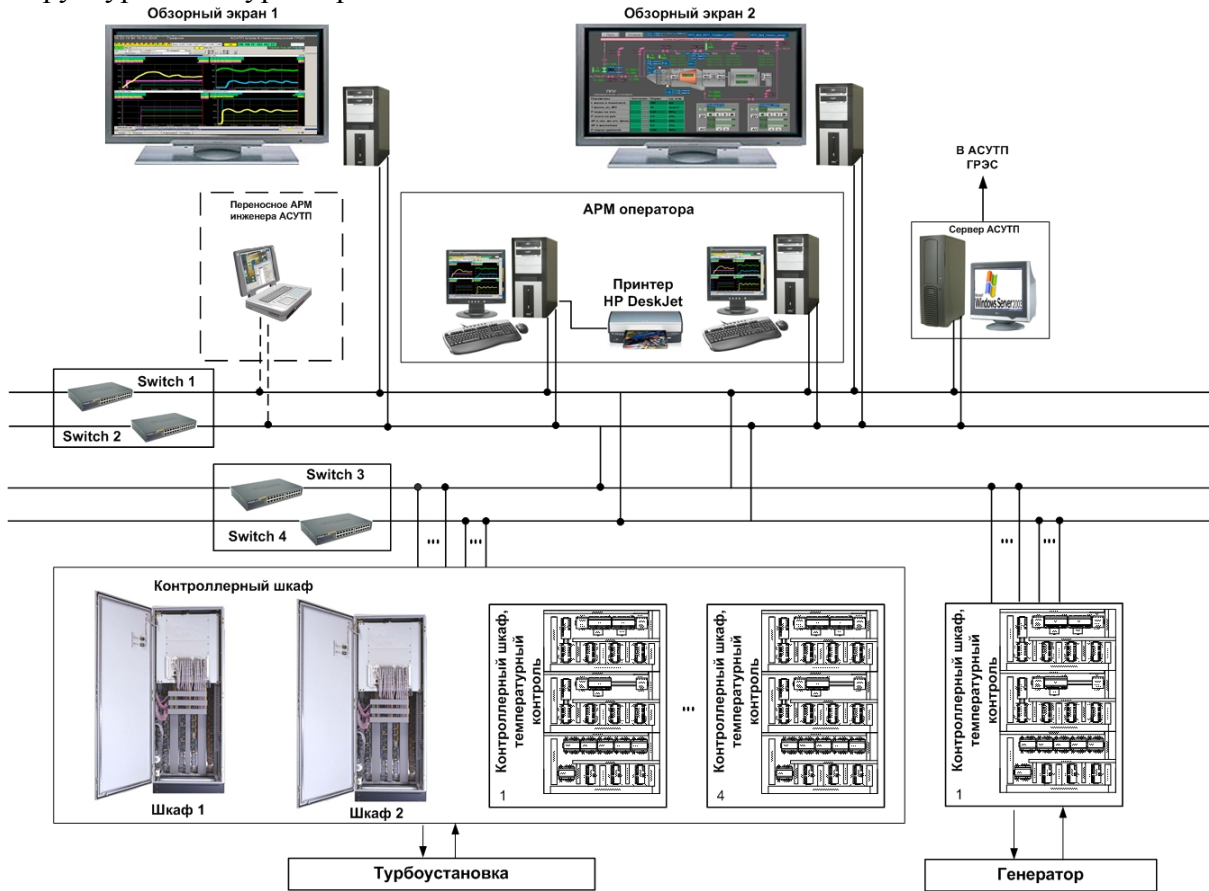 Обзорный экран 1
Обзорный экран 2
В АСУТП
ГРЭС
Переносное АРМ
инженера АСУТП
АРМ оператора
Сервер АСУТП
Принтер
HP DeskJet
Windows Server 2003
Switch 1
Switch 2
Switch 3
Switch 4
...
...
...
...
Контроллерный шкаф
Контроллерный шкаф,
температурный
контроль
1
...
Контроллерный шкаф,
температурный
контроль
4
Контроллерный шкаф,
температурный
контроль
1
Шкаф 1
Шкаф 2
Турбоустановка
Генератор